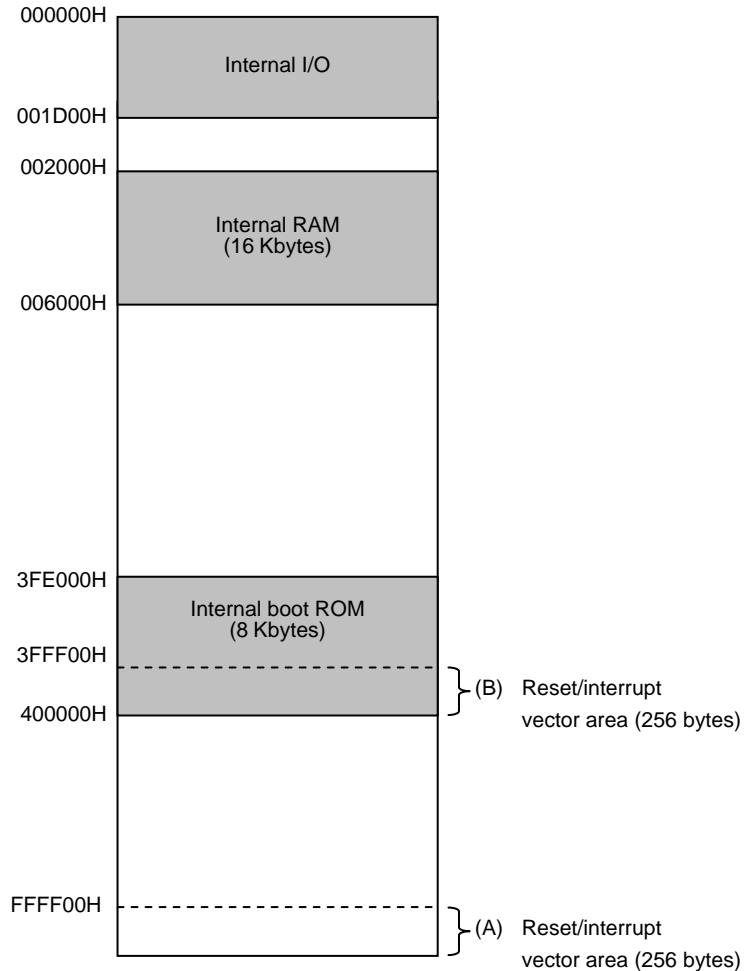 000000H
Internal I/O
001D00H
002000H
Internal RAM
(16 Kbytes)
006000H
3FE000H
Internal boot ROM
(8 Kbytes)
3FFF00H
(B) Reset/interrupt
vector area (256 bytes)
400000H
FFFF00H
(A) Reset/interrupt
vector area (256 bytes)